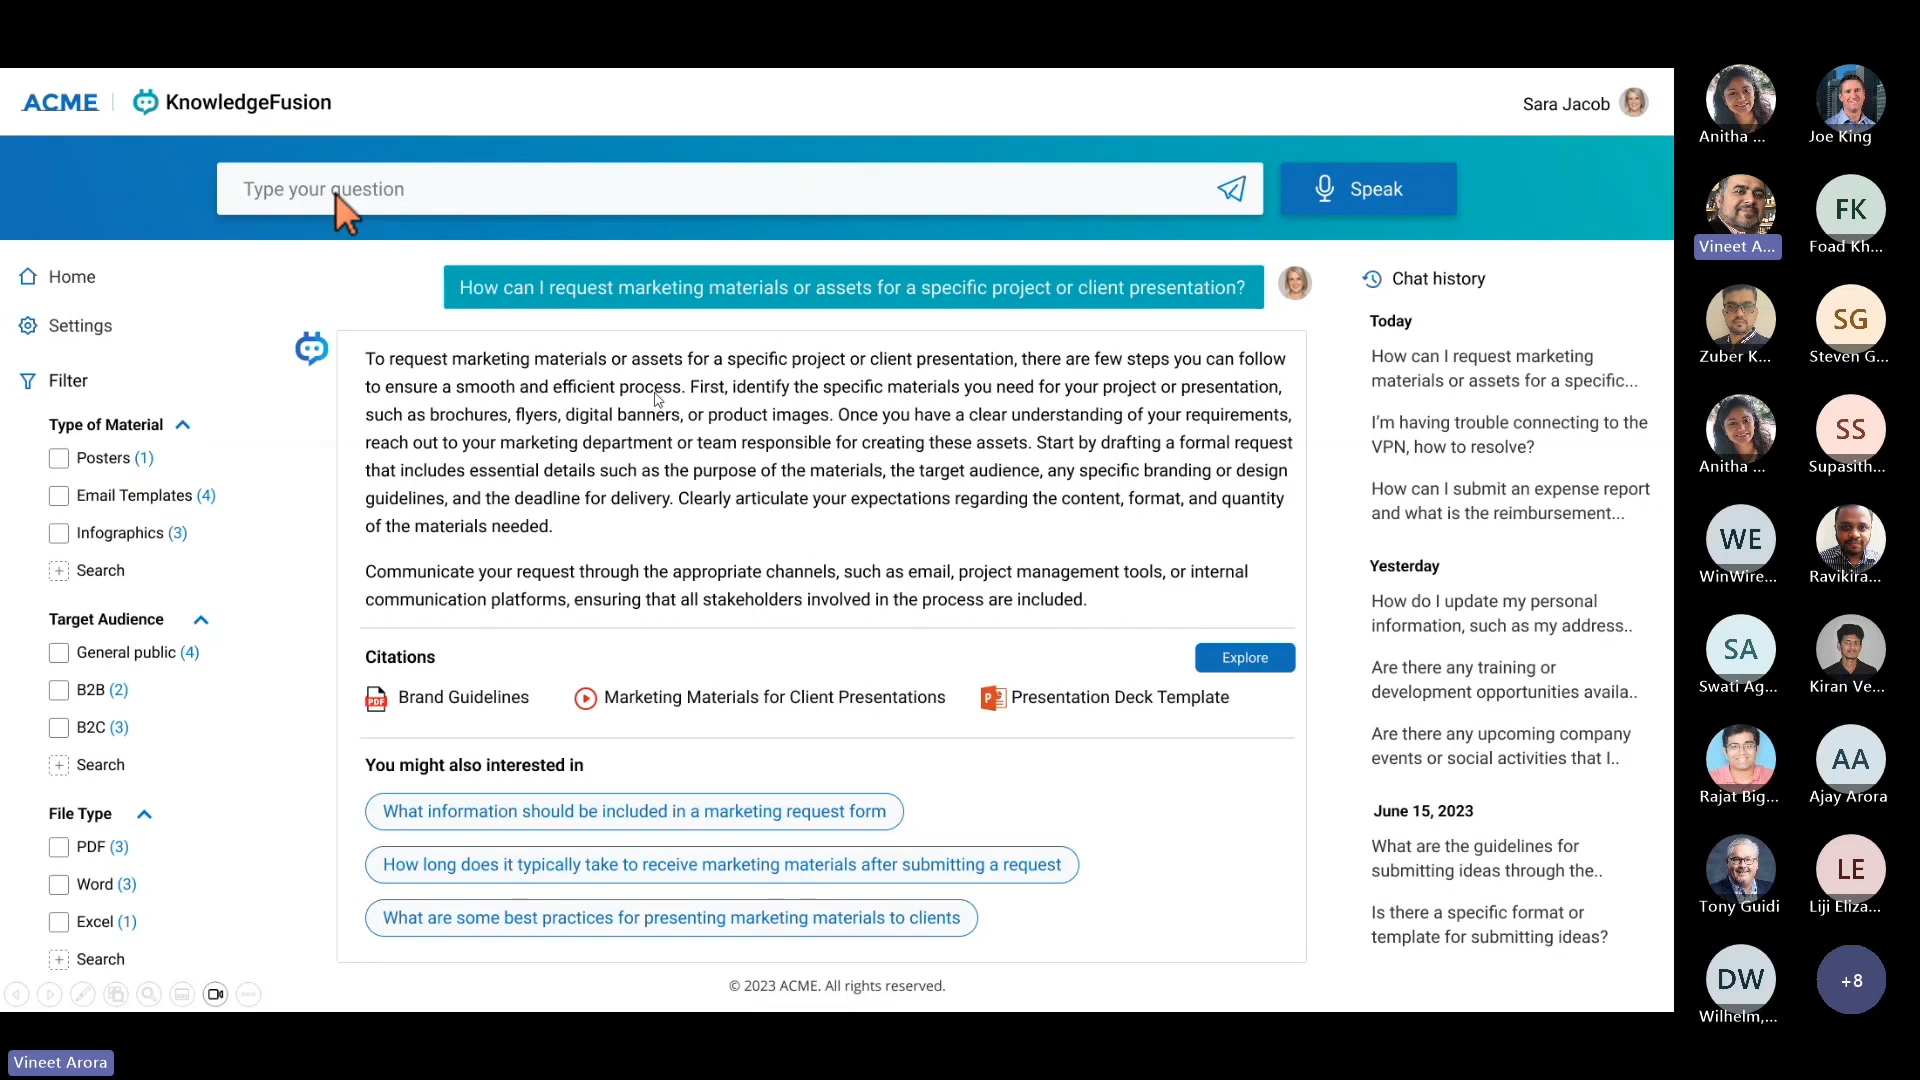 ACME
KnowledgeFusion
Sara Jacob
Type your question
Speak
Home
Settings
Filter
Type of Material
Posters (1)
Email Templates (4)
Infographics (3)
Search
Target Audience
General public (4)
B2B (2)
B2C (3)
Search
File Type
PDF (3)
Word (3)
Excel (1)
Search
How can I request marketing materials or assets for a specific project or client presentation?
To request marketing materials or assets for a specific project or client presentation, there are few steps you can follow
to ensure a smooth and efficient process. First, identify the specific materials you need for your project or presentation,
such as brochures, flyers, digital banners, or product images. Once you have a clear understanding of your requirements,
reach out to your marketing department or team responsible for creating these assets. Start by drafting a formal request
that includes essential details such as the purpose of the materials, the target audience, any specific branding or design
guidelines, and the deadline for delivery. Clearly articulate your expectations regarding the content, format, and quantity
of the materials needed.
Communicate your request through the appropriate channels, such as email, project management tools, or internal
communication platforms, ensuring that all stakeholders involved in the process are included.
Citations
Explore
PDF Brand Guidelines
Marketing Materials for Client Presentations
P Presentation Deck Template
You might also interested in
What information should be included in a marketing request form
How long does it typically take to receive marketing materials after submitting a request
What are some best practices for presenting marketing materials to clients
© 2023 ACME. All rights reserved.
Chat history
Today
How can I request marketing
materials or assets for a specific...
I'm having trouble connecting to the
VPN, how to resolve?
How can I submit an expense report
and what is the reimbursement...
Yesterday
How do I update my personal
information, such as my address..
Are there any training or
development opportunities availa..
Are there any upcoming company
events or social activities that I..
June 15, 2023
What are the guidelines for
submitting ideas through the..
Is there a specific format or
template for submitting ideas?
Anitha ...
Joe King
Vineet A...
FK
Foad Kh...
Zuber K...
SG
Steven G...
Anitha ...
SS
Supasith...
WE
WinWire...
Ravikira...
SA
Swati Ag...
Kiran Ve...
Rajat Big...
AA
Ajay Arora
Tony Guidi
LE
Liji Eliza...
DW
Wilhelm,...
+8
Vineet Arora